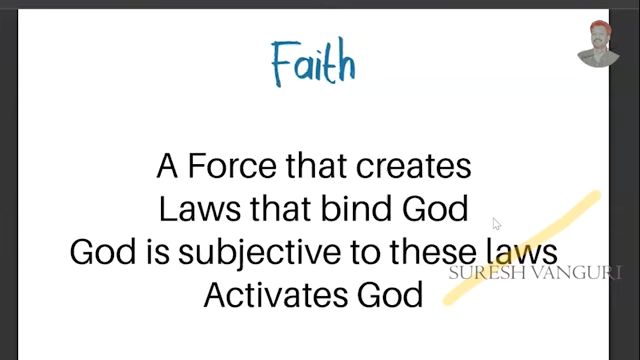 Faith
A Force that creates
Laws that bind God
God is subjective to these laws
SURESH VANGURI
Activates God